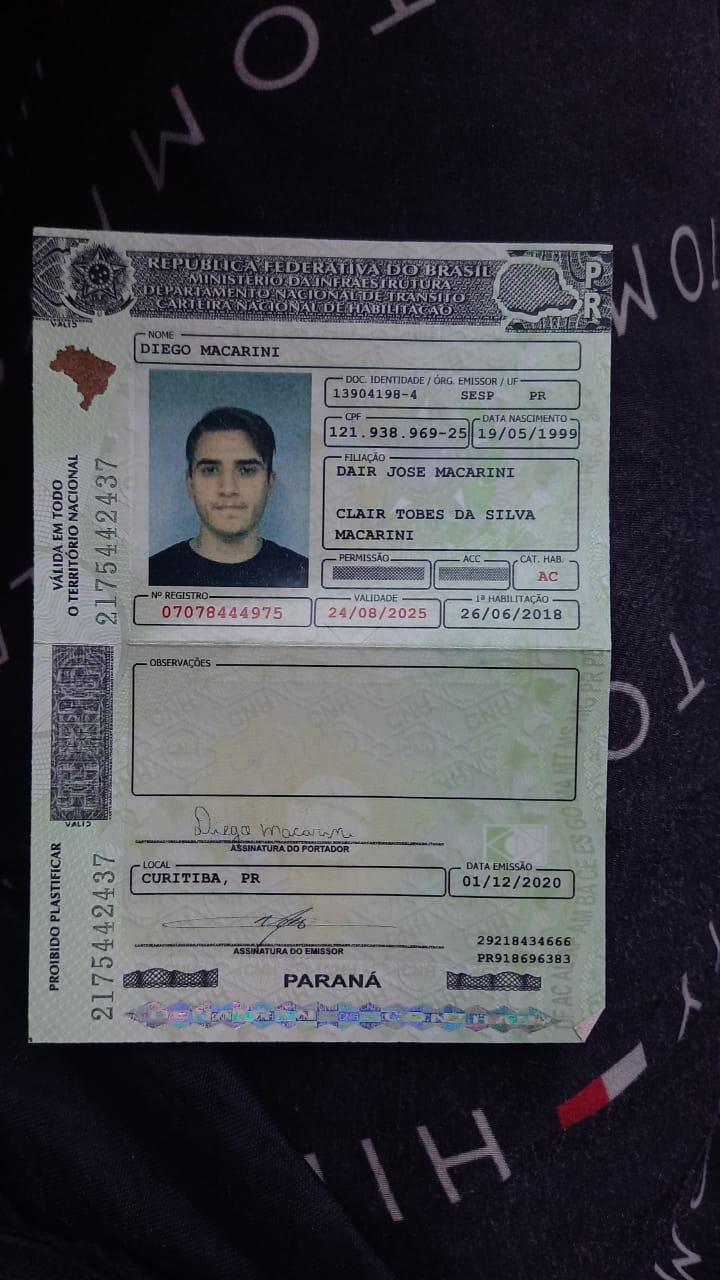 REPÚBLICA FEDERATIVA DO BRASIL
MINISTÉRIO DA INFRAESTRUTURA
DEPARTAMENTO NACIONAL DE TRÂNSITO
CARTEIRA NACIONAL DE HABILITAÇÃO
PR
VALIS
NOME
DIEGO MACARINI
DOC. IDENTIDADE / ÓRG. EMISSOR / UF
13904198-4 SESP PR
CPF
121.938.969-25
DATA NASCIMENTO
19/05/1999
FILIAÇÃO
DAIR JOSE MACARINI
CLAIR TOBES DA SILVA
MACARINI
PERMISSÃO
ACC
CAT. HAB.
AC
Nº REGISTRO
07078444975
VALIDADE
24/08/2025
1ª HABILITAÇÃO
26/06/2018
VÁLIDA EM TODO
O TERRITÓRIO NACIONAL
2175442437
OBSERVAÇÕES
VALID
Diego Macarini
ASSINATURA DO PORTADOR
LOCAL
CURITIBA, PR
DATA EMISSÃO
01/12/2020
ASSINATURA DO EMISSOR
29218434666
PR918696383
PARANÁ
PROIBIDO PLASTIFICAR
2175442437